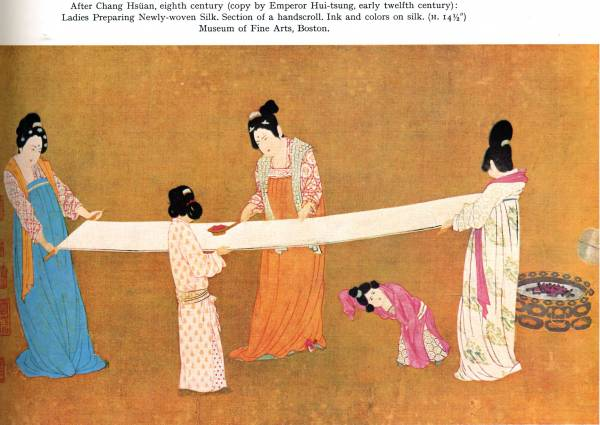 After Chang Hsüan, eighth century (copy by Emperor Hui-tsung, early twelfth century):
Ladies Preparing Newly-woven Silk. Section of a handscroll. Ink and colors on silk. (H. 14½")
Museum of Fine Arts, Boston.